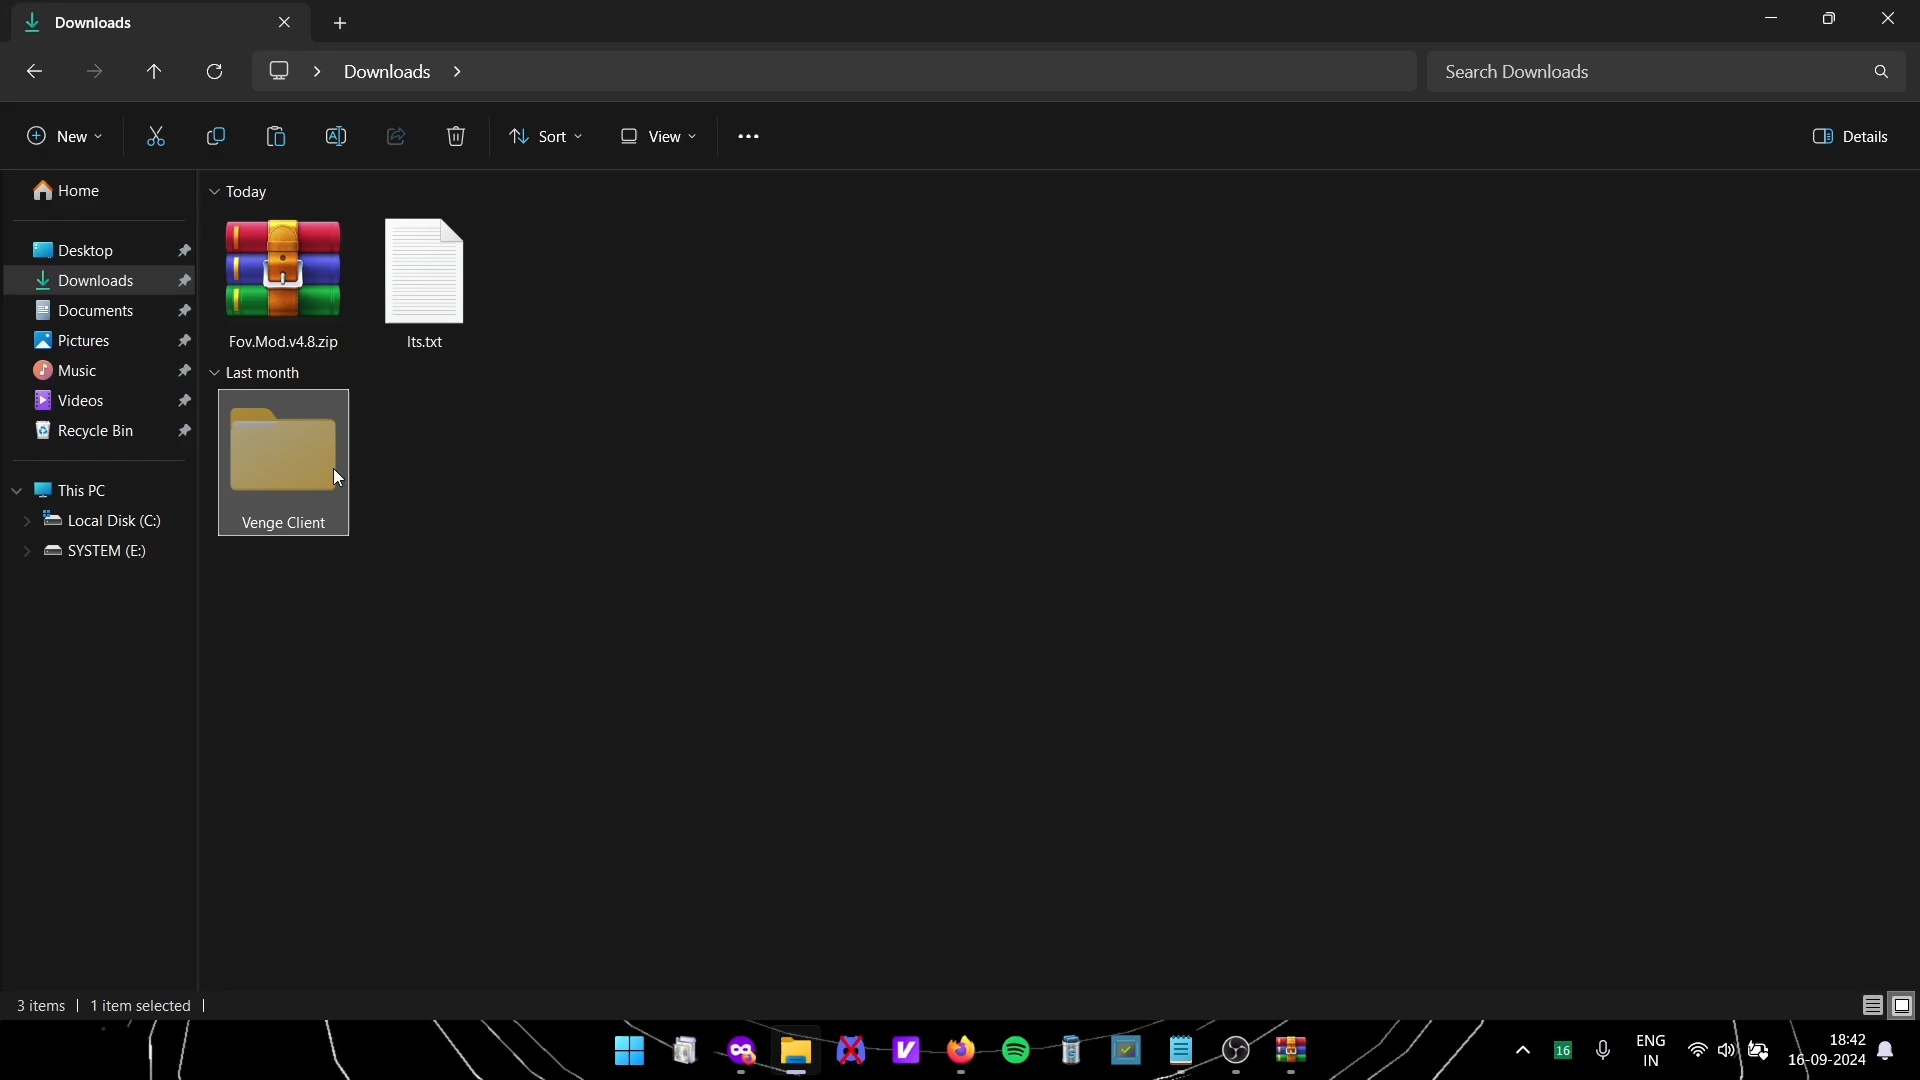 Downloads
Downloads
Search Downloads
New
Sort
View
Details
Home
Desktop
Downloads
Documents
Pictures
Music
Videos
Recycle Bin
This PC
Local Disk (C:)
SYSTEM (E:)
Today
Fov.Mod.v4.8.zip
Its.txt
Last month
Venge Client
3 items
1 item selected
16
ENG
IN
18:42
16-09-2024